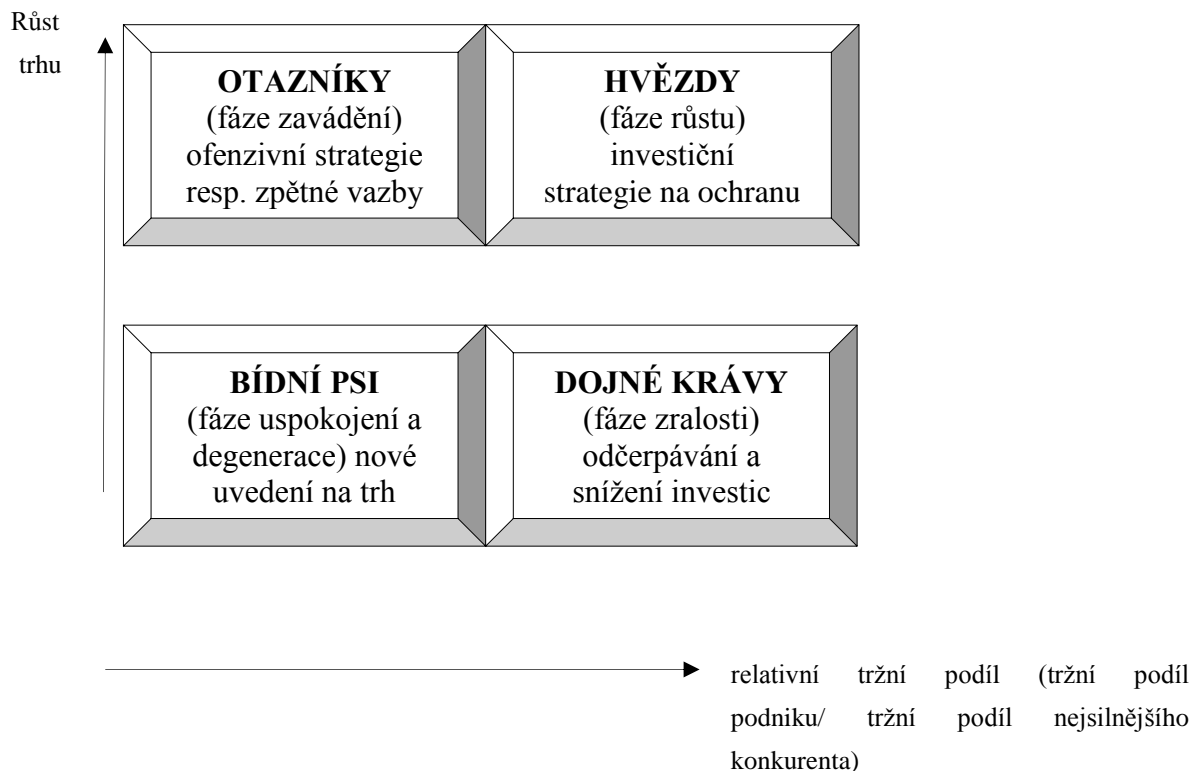 Růst
trhu
OTAZNÍKY
(fáze zavádění)
ofenzivní strategie
resp. zpětné vazby
HVĚZDY
(fáze růstu)
investiční
strategie na ochranu
BÍDNÍ PSI
(fáze uspokojení a
degenerace) nové
uvedení na trh
DOJNÉ KRÁVY
(fáze zralosti)
odčerpávání a
snížení investic
relativní tržní podíl (tržní podíl
podniku/ tržní podíl nejsilnějšího
konkurenta)